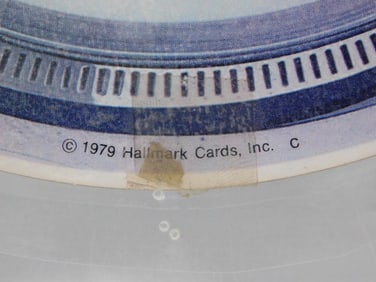 © 1979 Hallmark Cards, Inc. C